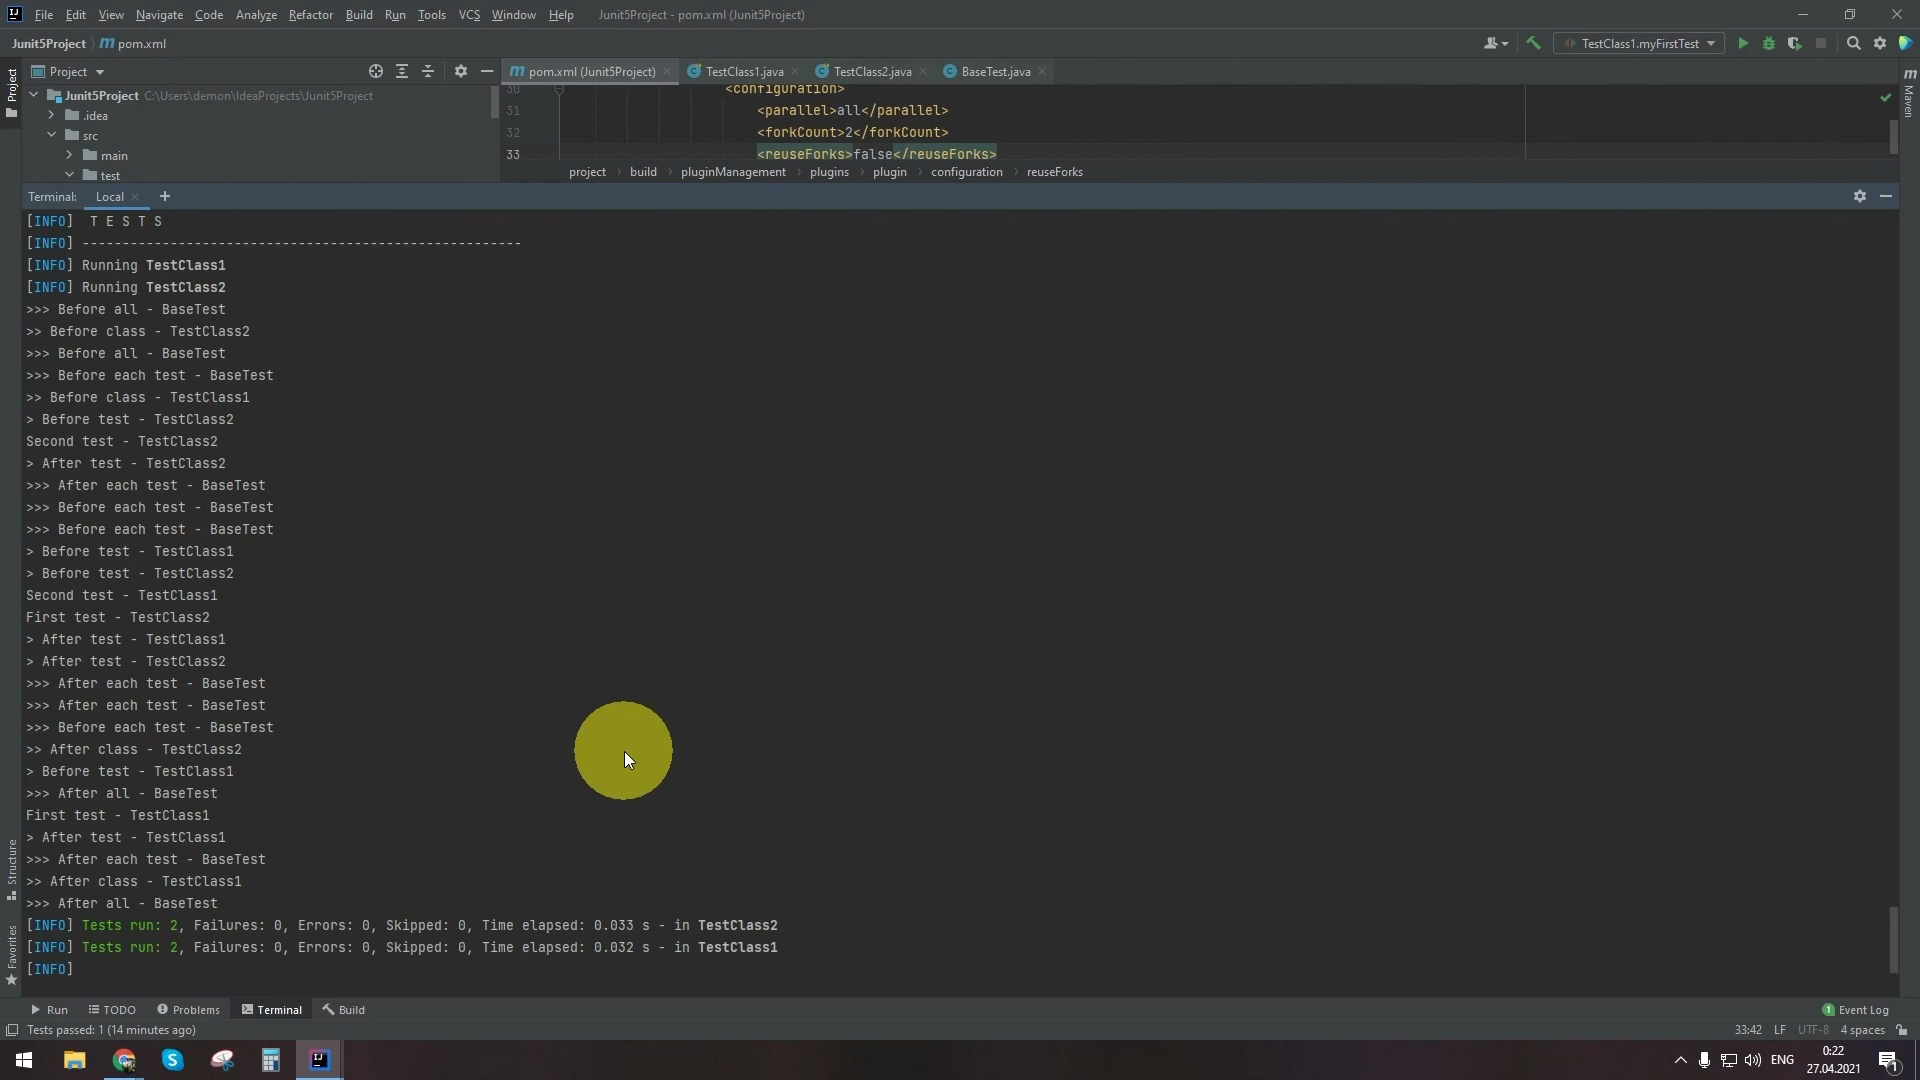 File Edit View Navigate Code Analyze Refactor Build Run Tools VCS Window Help Junit5Project - pom.xml (Junit5Project)
Junit5Project pom.xml TestClass1.myFirstTest
Project pom.xml (Junit5Project) TestClass1.java TestClass2.java BaseTest.java
Junit5Project C:\Users\demon\IdeaProjects\Junit5Project
.idea
src
main
test
30 <configuration>
31 <parallel>all</parallel>
32 <forkCount>2</forkCount>
33 <reuseForks>false</reuseForks>
project build pluginManagement plugins plugin configuration reuseForks
Project
Maven
Terminal: Local
[INFO] T E S T S
[INFO] -------------------------------------------------------
[INFO] Running TestClass1
[INFO] Running TestClass2
>>> Before all - BaseTest
>> Before class - TestClass2
>>> Before all - BaseTest
>>> Before each test - BaseTest
>> Before class - TestClass1
> Before test - TestClass2
Second test - TestClass2
> After test - TestClass2
>>> After each test - BaseTest
>>> Before each test - BaseTest
>>> Before each test - BaseTest
> Before test - TestClass1
> Before test - TestClass2
Second test - TestClass1
First test - TestClass2
> After test - TestClass1
> After test - TestClass2
>>> After each test - BaseTest
>>> After each test - BaseTest
>>> Before each test - BaseTest
>> After class - TestClass2
> Before test - TestClass1
>>> After all - BaseTest
First test - TestClass1
> After test - TestClass1
>>> After each test - BaseTest
>> After class - TestClass1
>>> After all - BaseTest
[INFO] Tests run: 2, Failures: 0, Errors: 0, Skipped: 0, Time elapsed: 0.033 s - in TestClass2
[INFO] Tests run: 2, Failures: 0, Errors: 0, Skipped: 0, Time elapsed: 0.032 s - in TestClass1
[INFO]
Structure
Favorites
Run TODO Problems Terminal Build 1 Event Log
Tests passed: 1 (14 minutes ago) 33:42 LF UTF-8 4 spaces
ENG 0:22
27.04.2021 1